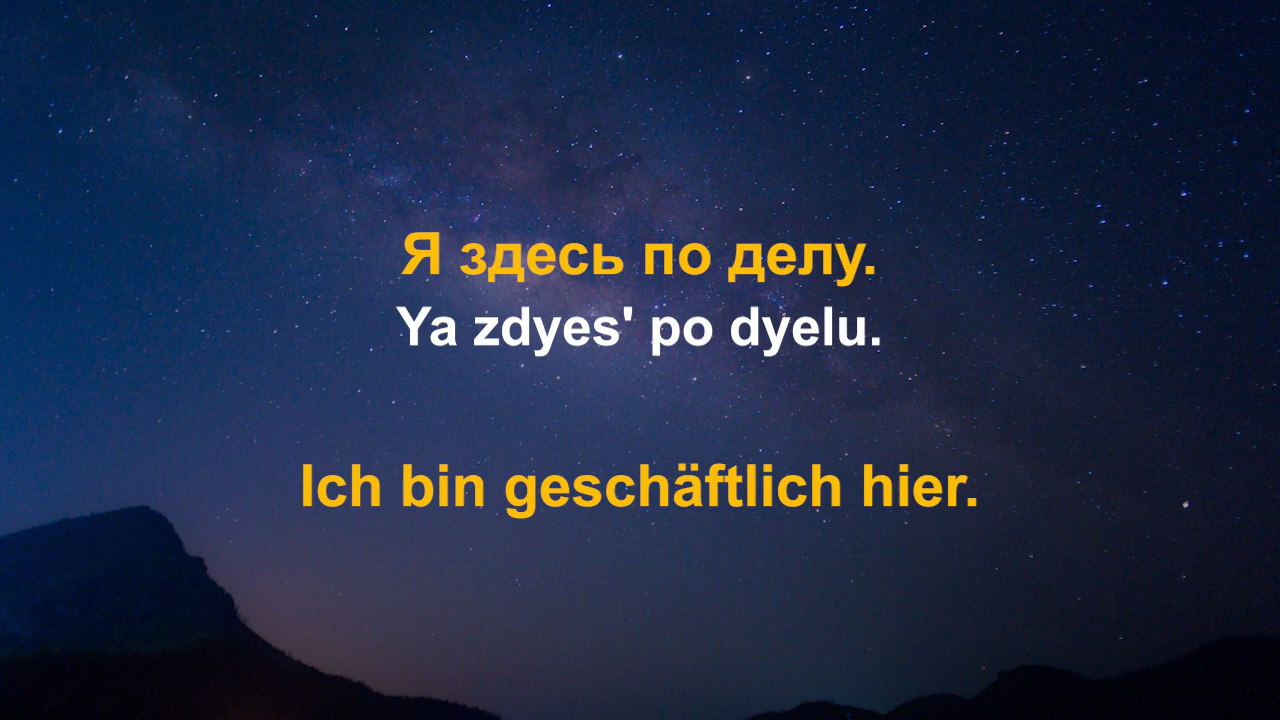 Я здесь по делу.
Ya zdyes' po dyelu.
Ich bin geschäftlich hier.